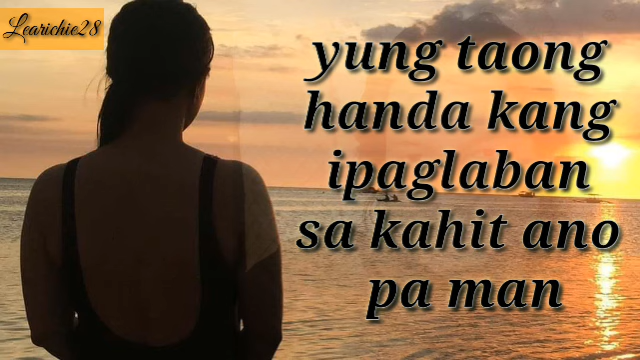 Learichie28
yung taong
handa kang
ipaglaban
sa kahit ano
pa man